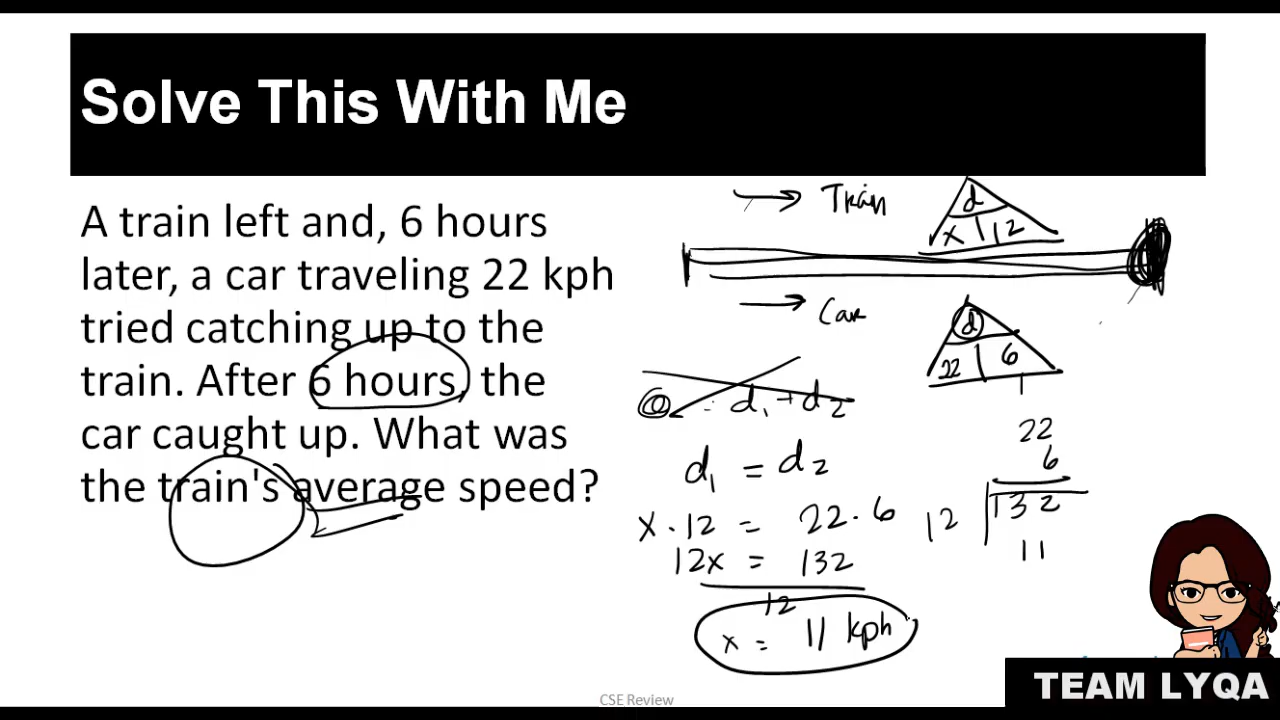 Solve This With Me
A train left and, 6 hours
later, a car traveling 22 kph
tried catching up to the
train. After 6 hours, the
car caught up. What was
the train's average speed?
Train
d
x 12
Car
d
22 6
= d₁ + d₂
d₁ = d₂
x · 12 = 22 · 6
12x = 132
12
x = 11 kph
22
6
12 132
11
CSE Review
TEAM LYQA